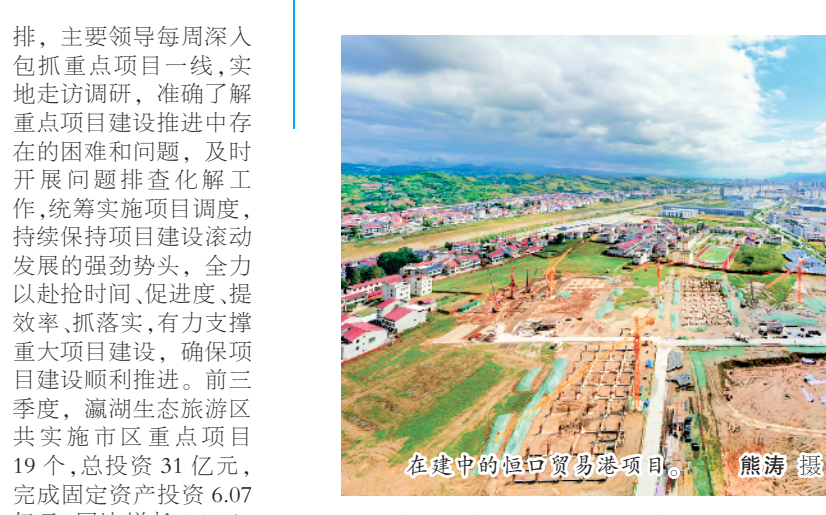 排，主要领导每周深入
包抓重点项目一线,实
地走访调研，准确了解
重点项目建设推进中存
在的困难和问题，及时
开展问题排查化解工
作,统筹实施项目调度,
持续保持项目建设滚动
发展的强劲势头，全力
以赴抢时间、促进度、提
效率、抓落实,有力支撑
重大项目建设，确保项
目建设顺利推进。前三
季度，瀛湖生态旅游区
共实施市区重点项目
19 个,总投资 31 亿元,
完成固定资产投资 6.07
在建中的恒口贸易港项目。 熊涛 摄